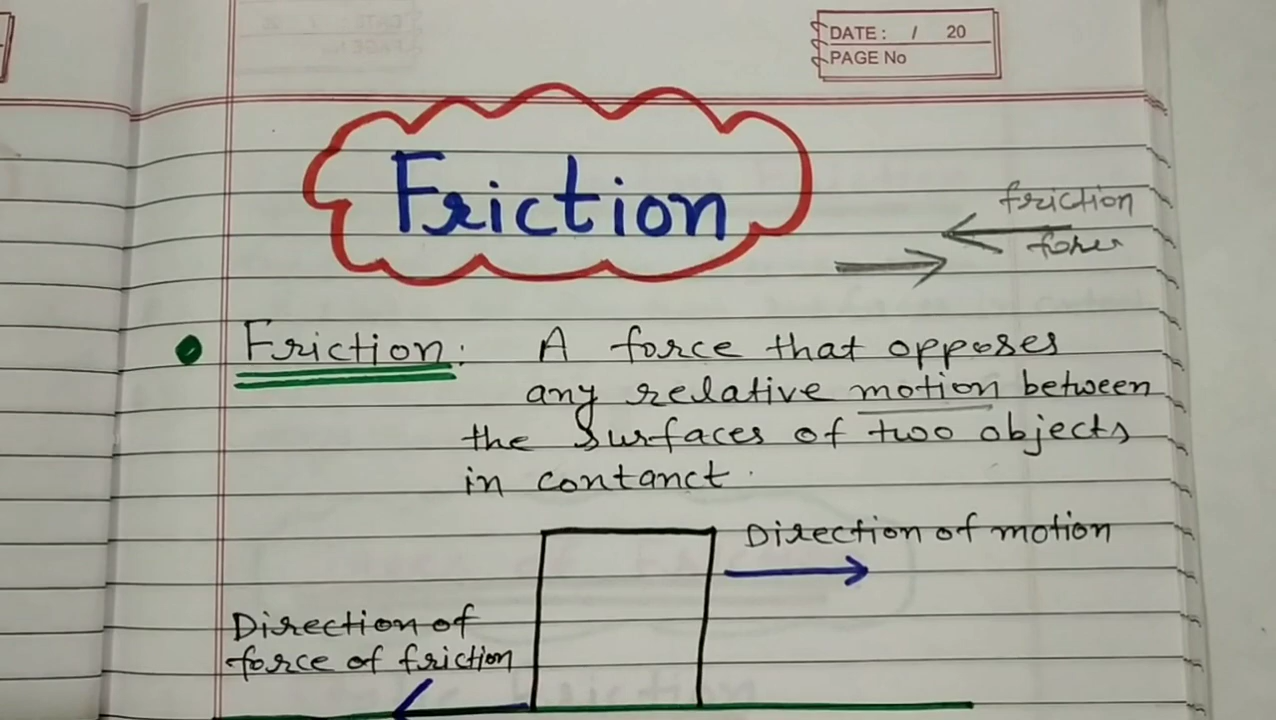 DATE: / 20
PAGE No
Friction
friction
force
Friction: A force that opposes
any relative motion between
the surfaces of two objects
in contanct.
Direction of motion
Direction of
force of friction